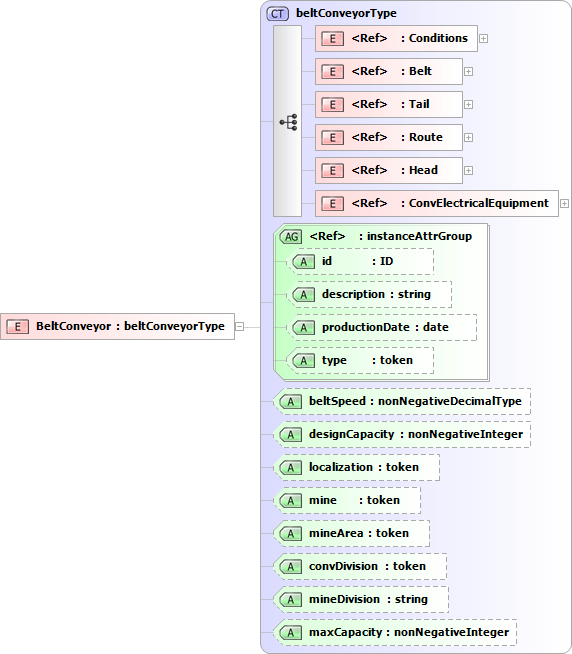 CT beltConveyorType
E <Ref> : Conditions
E <Ref> : Belt
E <Ref> : Tail
E <Ref> : Route
E <Ref> : Head
E <Ref> : ConvElectricalEquipment
AG <Ref> : instanceAttrGroup
A id : ID
A description : string
A productionDate : date
A type : token
E BeltConveyor : beltConveyorType
A beltSpeed : nonNegativeDecimalType
A designCapacity : nonNegativeInteger
A localization : token
A mine : token
A mineArea : token
A convDivision : token
A mineDivision : string
A maxCapacity : nonNegativeInteger